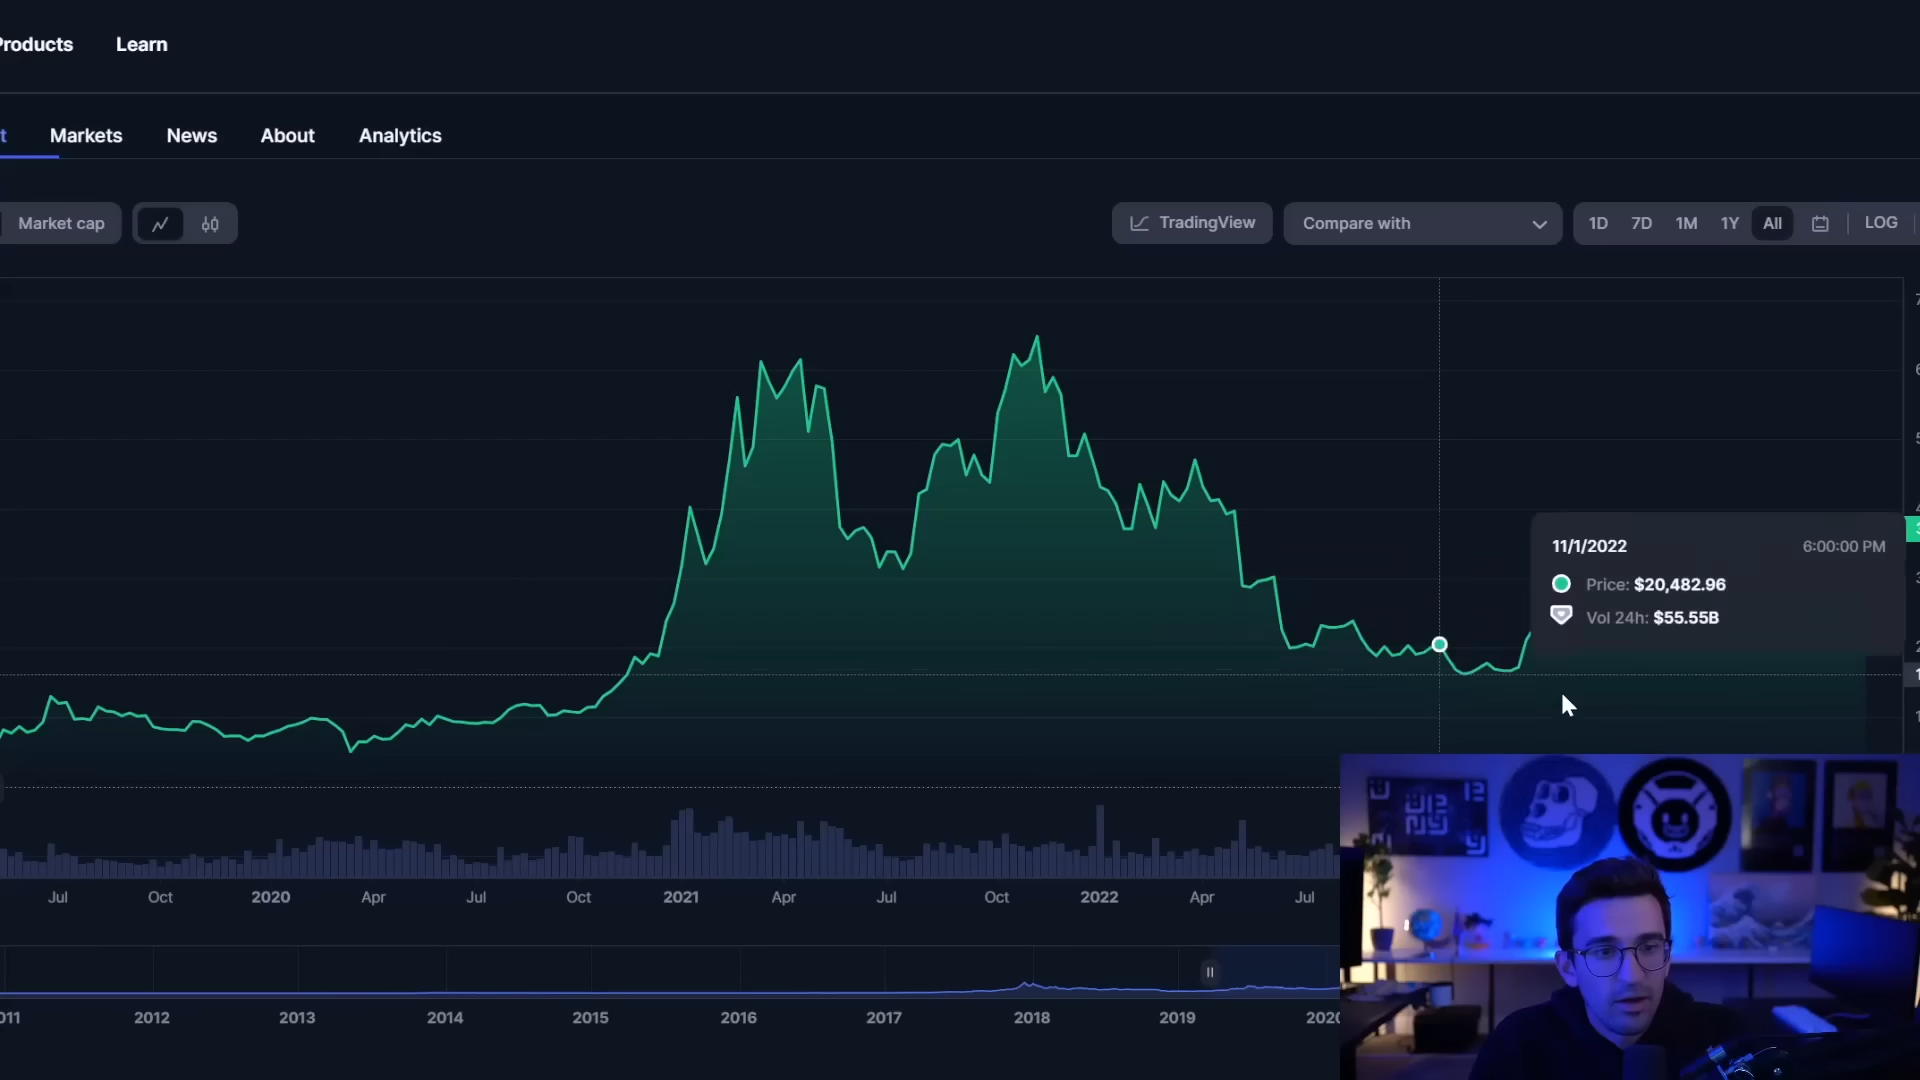 Products Learn
t Markets News About Analytics
Market cap TradingView Compare with 1D 7D 1M 1Y All LOG
11/1/2022 6:00:00 PM
Price: $20,482.96
Vol 24h: $55.55B
Jul Oct 2020 Apr Jul Oct 2021 Apr Jul Oct 2022 Apr Jul
2012 2013 2014 2015 2016 2017 2018 2019